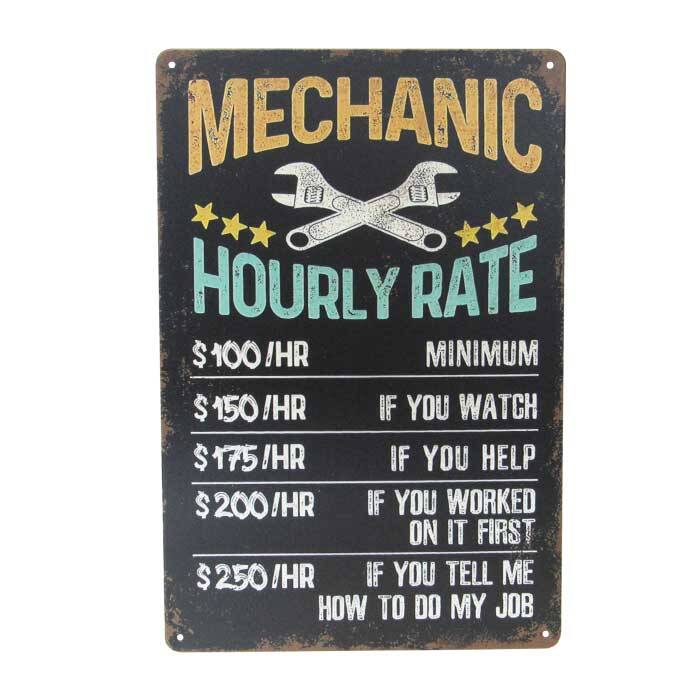 MECHANIC
HOURLY RATE
$100/HR MINIMUM
$150/HR IF YOU WATCH
$175/HR IF YOU HELP
$200/HR IF YOU WORKED
ON IT FIRST
$250/HR IF YOU TELL ME
HOW TO DO MY JOB